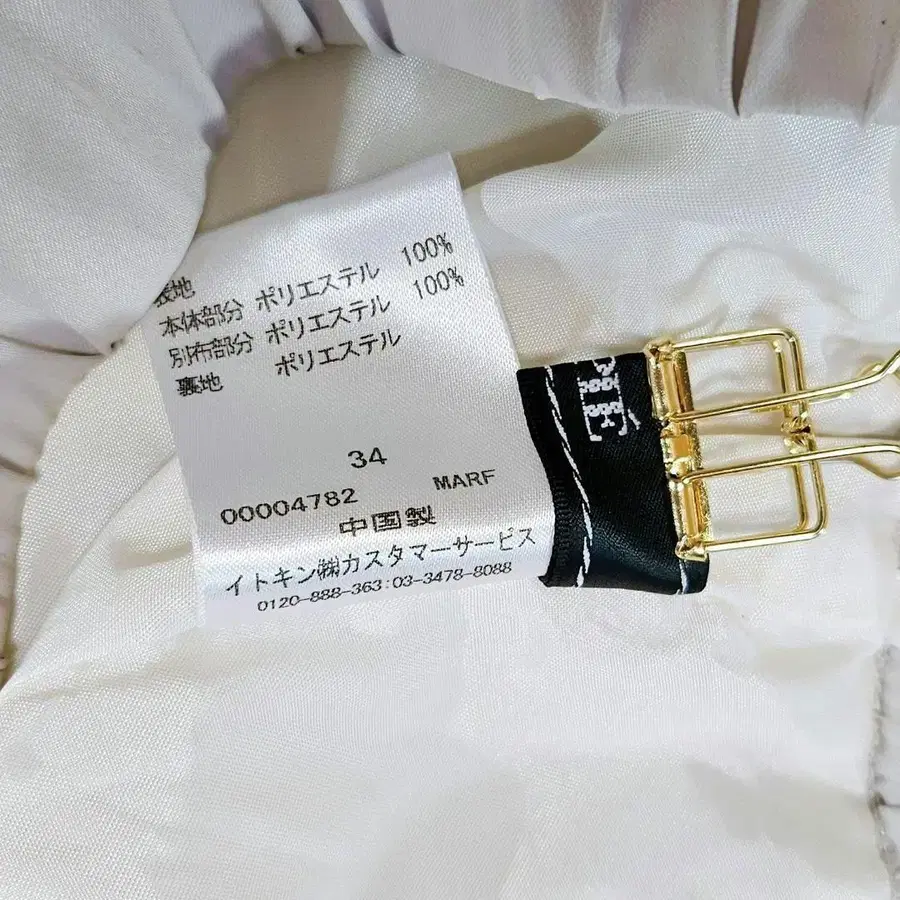 表地
本体部分 ポリエステル 100%
別布部分 ポリエステル 100%
裏地 ポリエステル
34
00004782 MARF
中国製
イトキン㈱カスタマーサービス
0120-888-363:03-3478-8088